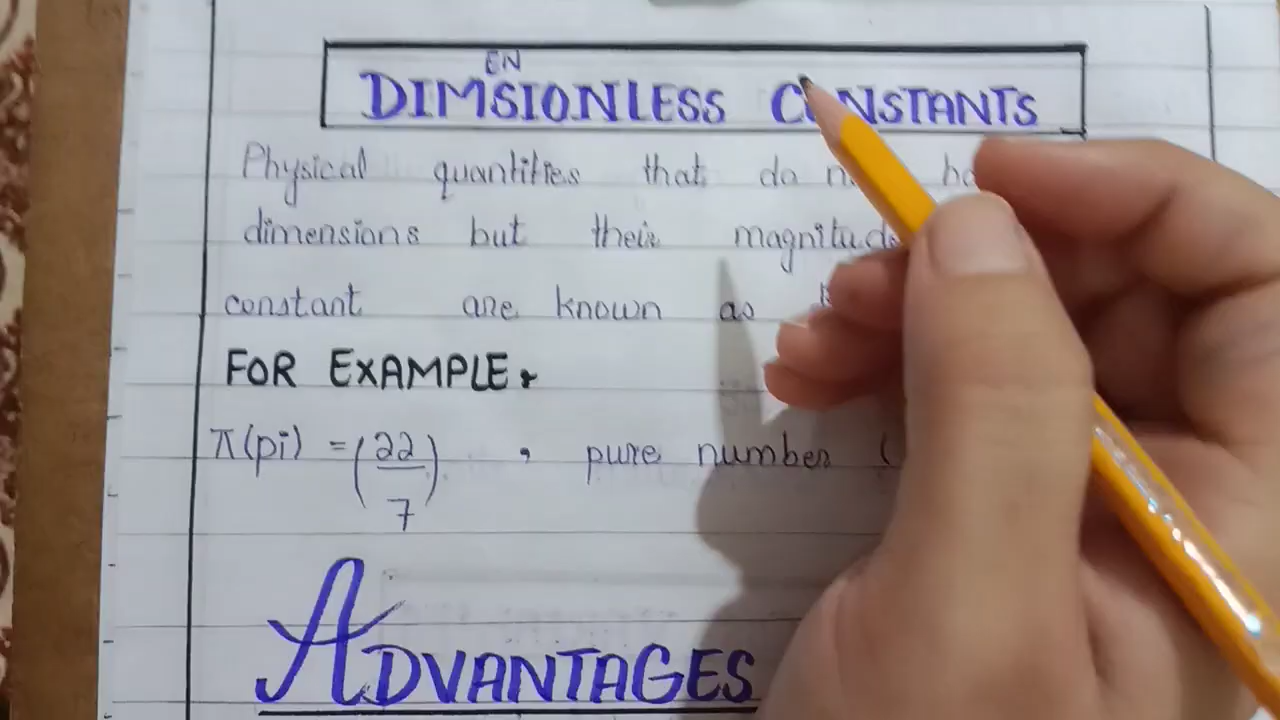 EN
DIMSIONLESS CONSTANTS
Physical quantities that do
dimensions but their
constant are known as
FOR EXAMPLE,
π(pi) = (22/7) , pure number (
ADVANTAGES